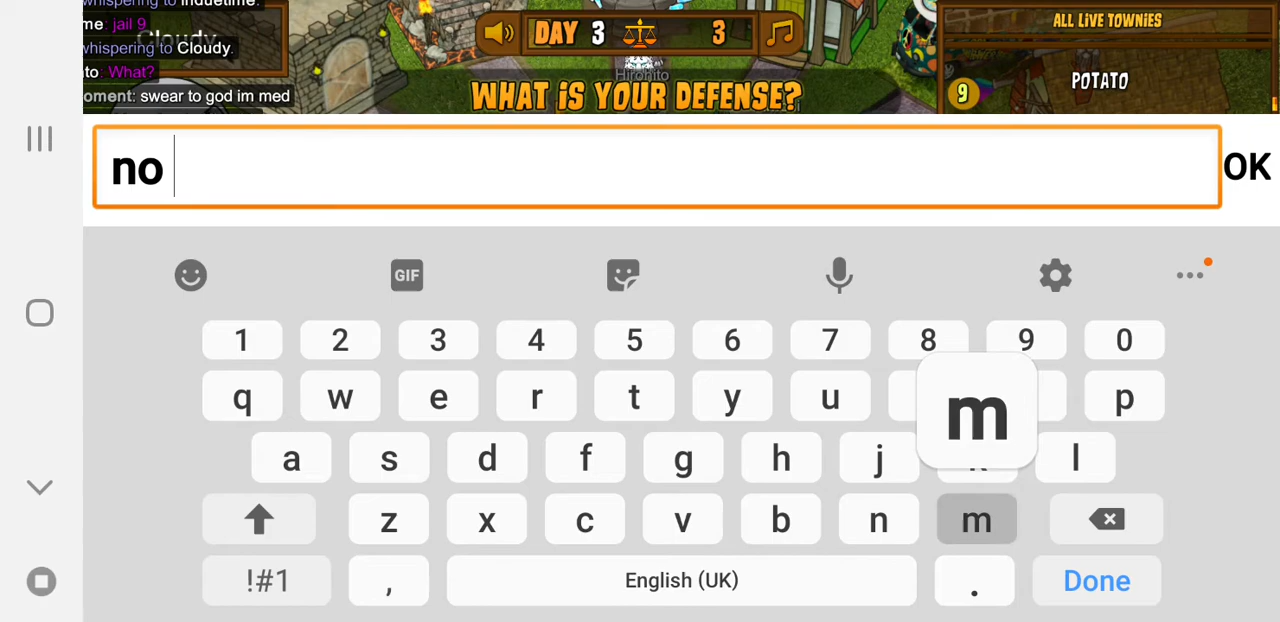 whispering to Induetime.
me: jail 9
Cloudy
whispering to Cloudy.
to: What?
oment: swear to god im med
DAY 3
3
Hirohito
WHAT IS YOUR DEFENSE?
ALL LIVE TOWNIES
9
POTATO
no
OK
GIF
1 2 3 4 5 6 7 8 9 0
q w e r t y u p
m
a s d f g h j l
z x c v b n m
!#1 , English (UK) . Done